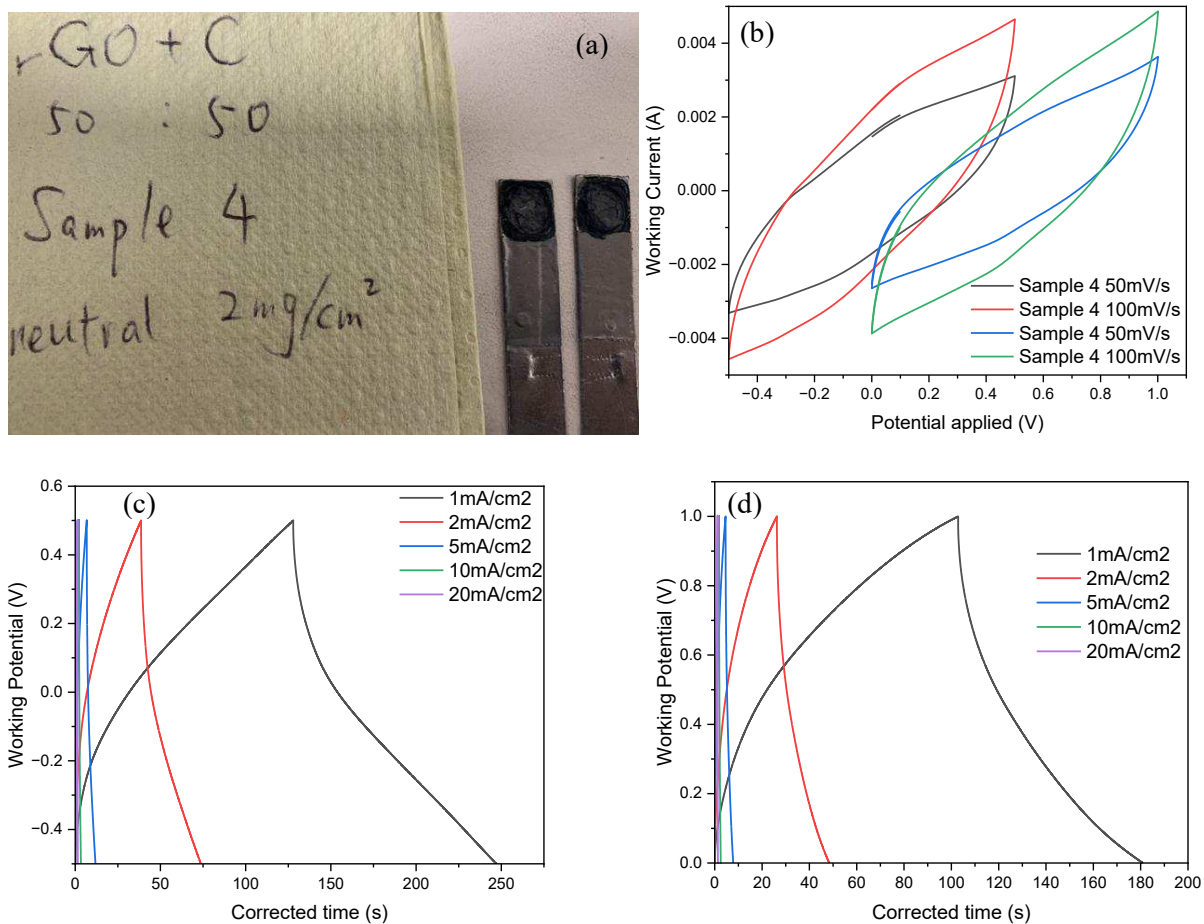 rGO + C
50 : 50
Sample 4
neutral 2mg/cm²
(a)
(b)
0.004
0.002
0.000
−0.002
−0.004
−0.4
−0.2
0.0
0.2
0.4
0.6
0.8
1.0
Working Current (A)
Potential applied (V)
Sample 4 50mV/s
Sample 4 100mV/s
Sample 4 50mV/s
Sample 4 100mV/s
(c)
0.6
0.4
0.2
0.0
−0.2
−0.4
0
50
100
150
200
250
Working Potential (V)
Corrected time (s)
1mA/cm2
2mA/cm2
5mA/cm2
10mA/cm2
20mA/cm2
(d)
1.0
0.8
0.6
0.4
0.2
0.0
0
20
40
60
80
100
120
140
160
180
200
Working Potential (V)
Corrected time (s)
1mA/cm2
2mA/cm2
5mA/cm2
10mA/cm2
20mA/cm2